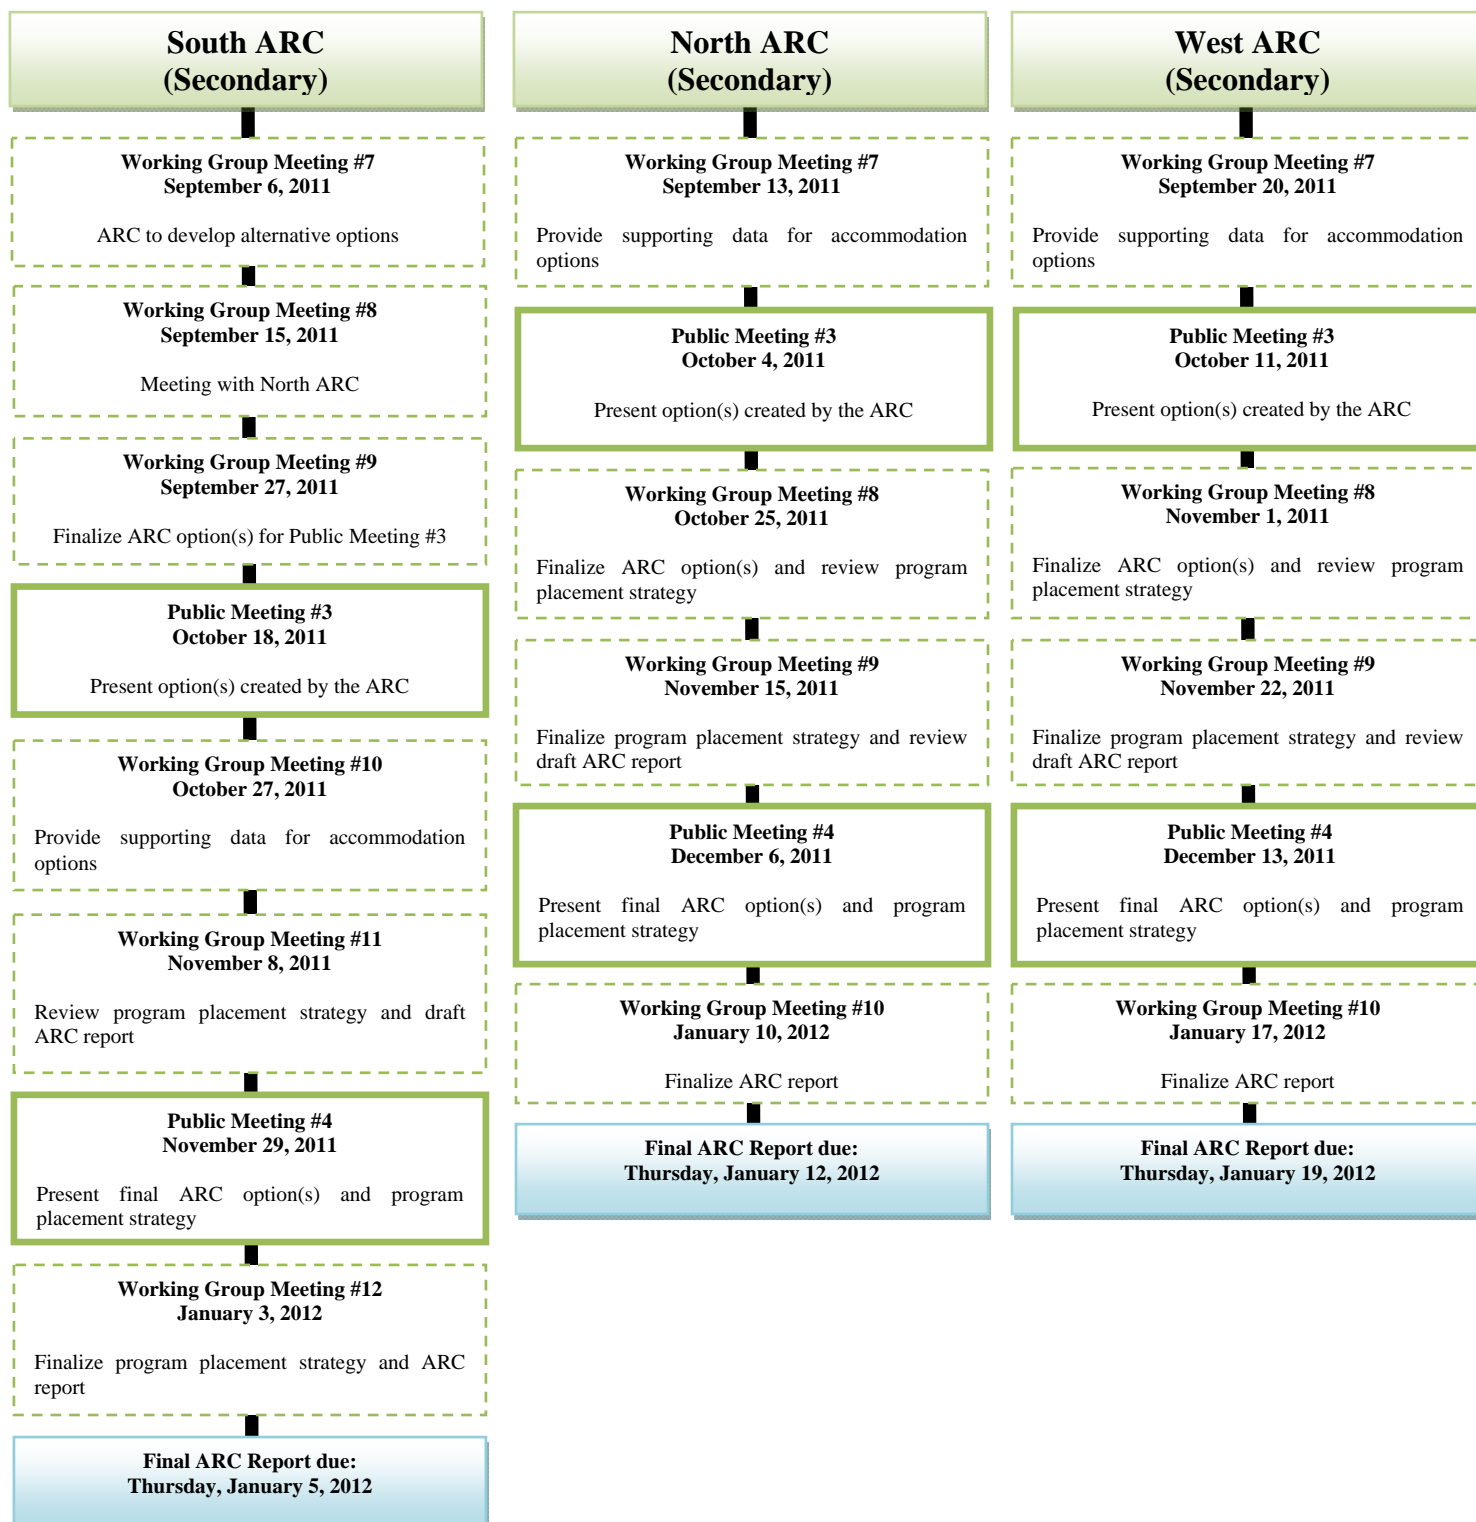 South ARC
(Secondary)
Working Group Meeting #7
September 6, 2011
ARC to develop alternative options
Working Group Meeting #8
September 15, 2011
Meeting with North ARC
Working Group Meeting #9
September 27, 2011
Finalize ARC option(s) for Public Meeting #3
Public Meeting #3
October 18, 2011
Present option(s) created by the ARC
Working Group Meeting #10
October 27, 2011
Provide supporting data for accommodation
options
Working Group Meeting #11
November 8, 2011
Review program placement strategy and draft
ARC report
Public Meeting #4
November 29, 2011
Present final ARC option(s) and program
placement strategy
Working Group Meeting #12
January 3, 2012
Finalize program placement strategy and ARC
report
Final ARC Report due:
Thursday, January 5, 2012
North ARC
(Secondary)
Working Group Meeting #7
September 13, 2011
Provide supporting data for accommodation
options
Public Meeting #3
October 4, 2011
Present option(s) created by the ARC
Working Group Meeting #8
October 25, 2011
Finalize ARC option(s) and review program
placement strategy
Working Group Meeting #9
November 15, 2011
Finalize program placement strategy and review
draft ARC report
Public Meeting #4
December 6, 2011
Present final ARC option(s) and program
placement strategy
Working Group Meeting #10
January 10, 2012
Finalize ARC report
Final ARC Report due:
Thursday, January 12, 2012
West ARC
(Secondary)
Working Group Meeting #7
September 20, 2011
Provide supporting data for accommodation
options
Public Meeting #3
October 11, 2011
Present option(s) created by the ARC
Working Group Meeting #8
November 1, 2011
Finalize ARC option(s) and review program
placement strategy
Working Group Meeting #9
November 22, 2011
Finalize program placement strategy and review
draft ARC report
Public Meeting #4
December 13, 2011
Present final ARC option(s) and program
placement strategy
Working Group Meeting #10
January 17, 2012
Finalize ARC report
Final ARC Report due:
Thursday, January 19, 2012